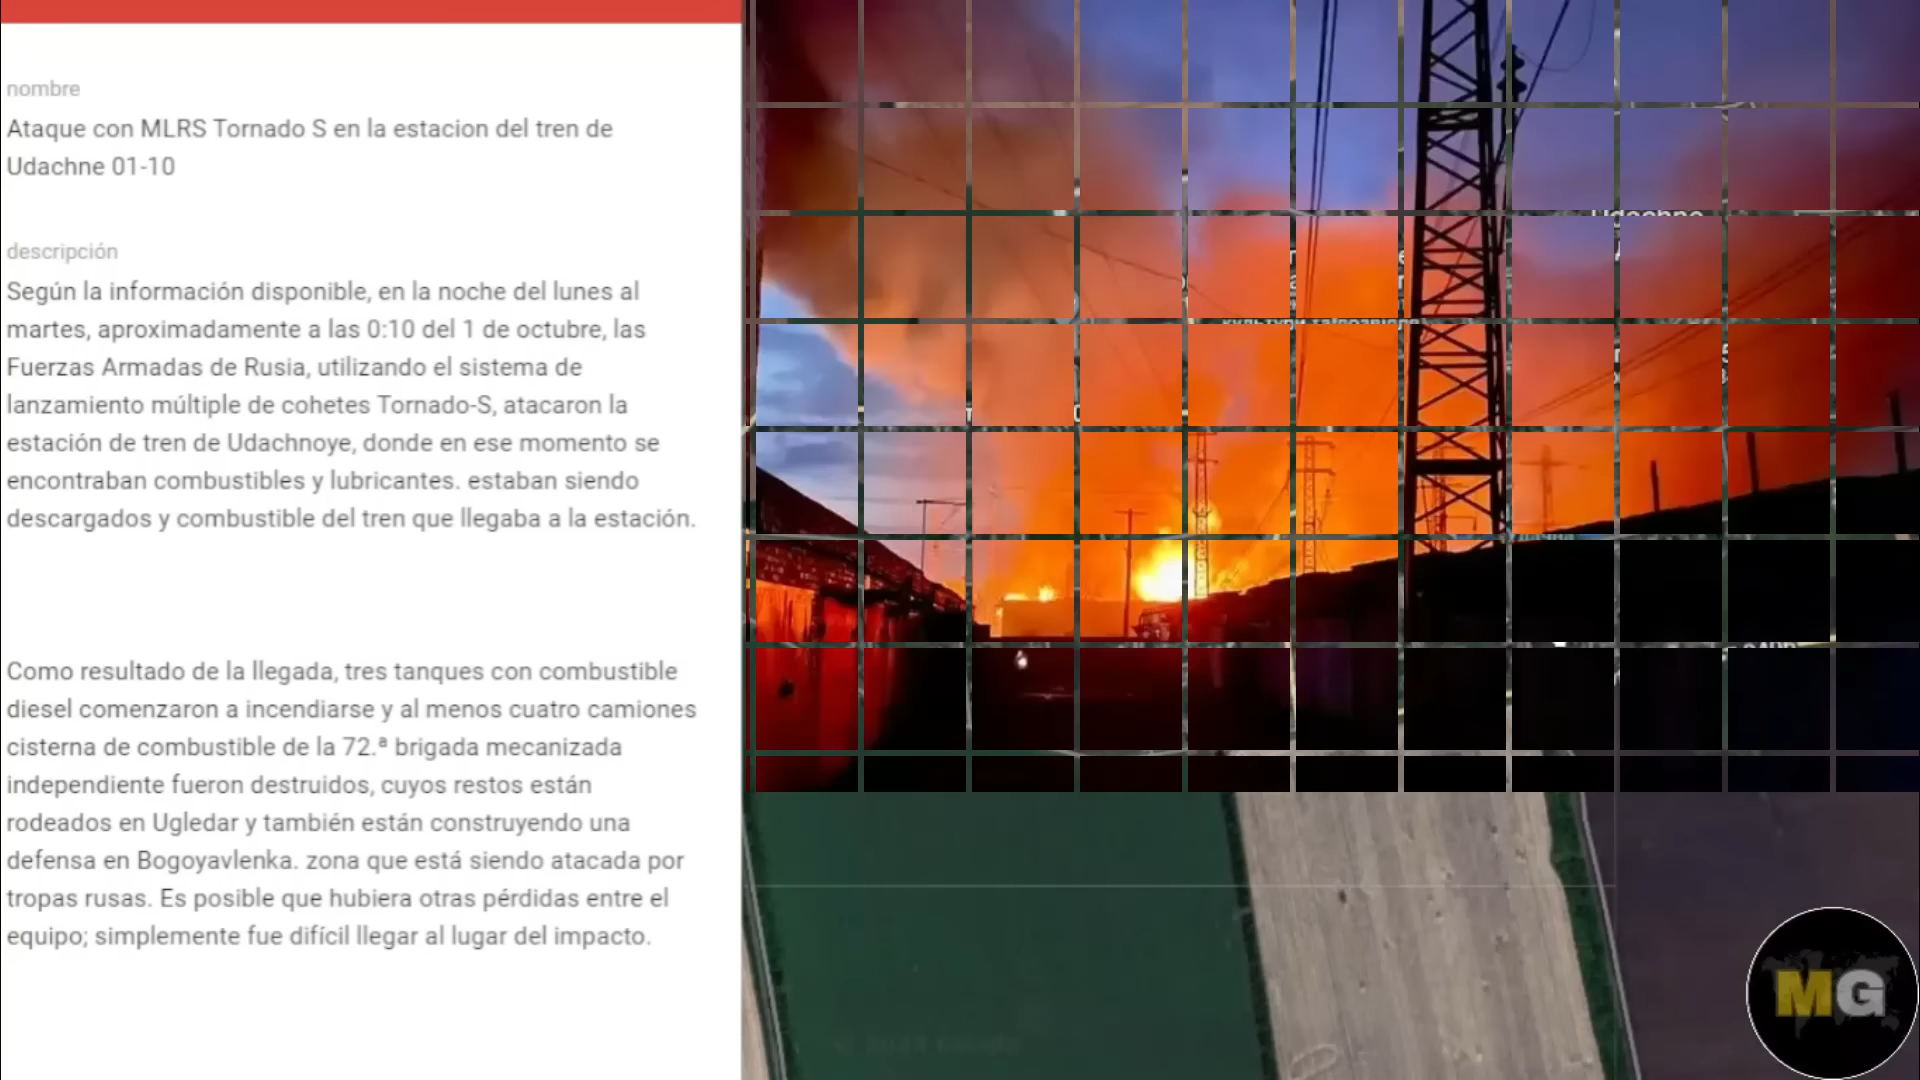 nombre
Ataque con MLRS Tornado S en la estacion del tren de
Udachne 01-10
descripción
Según la información disponible, en la noche del lunes al
martes, aproximadamente a las 0:10 del 1 de octubre, las
Fuerzas Armadas de Rusia, utilizando el sistema de
lanzamiento múltiple de cohetes Tornado-S, atacaron la
estación de tren de Udachnoye, donde en ese momento se
encontraban combustibles y lubricantes. estaban siendo
descargados y combustible del tren que llegaba a la estación.
Como resultado de la llegada, tres tanques con combustible
diesel comenzaron a incendiarse y al menos cuatro camiones
cisterna de combustible de la 72.ª brigada mecanizada
independiente fueron destruidos, cuyos restos están
rodeados en Ugledar y también están construyendo una
defensa en Bogoyavlenka. zona que está siendo atacada por
tropas rusas. Es posible que hubiera otras pérdidas entre el
equipo; simplemente fue difícil llegar al lugar del impacto.
Udachne
MG